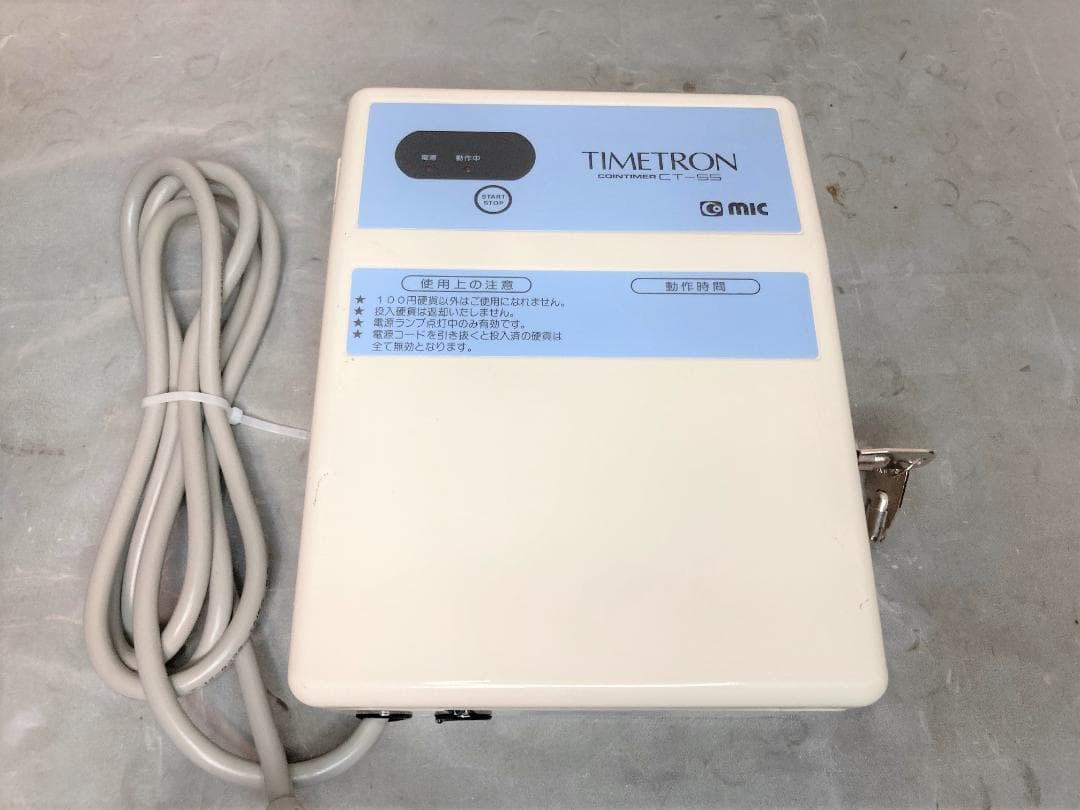 電源 動作中
START
STOP
TIMETRON
COINTIMER CT-55
mic
使用上の注意
★ 100円硬貨以外はご使用になれません。
★ 投入硬貨は返却いたしません。
★ 電源ランプ点灯中のみ有効です。
★ 電源コードを引き抜くと投入済の硬貨は
全て無効となります。
動作時間